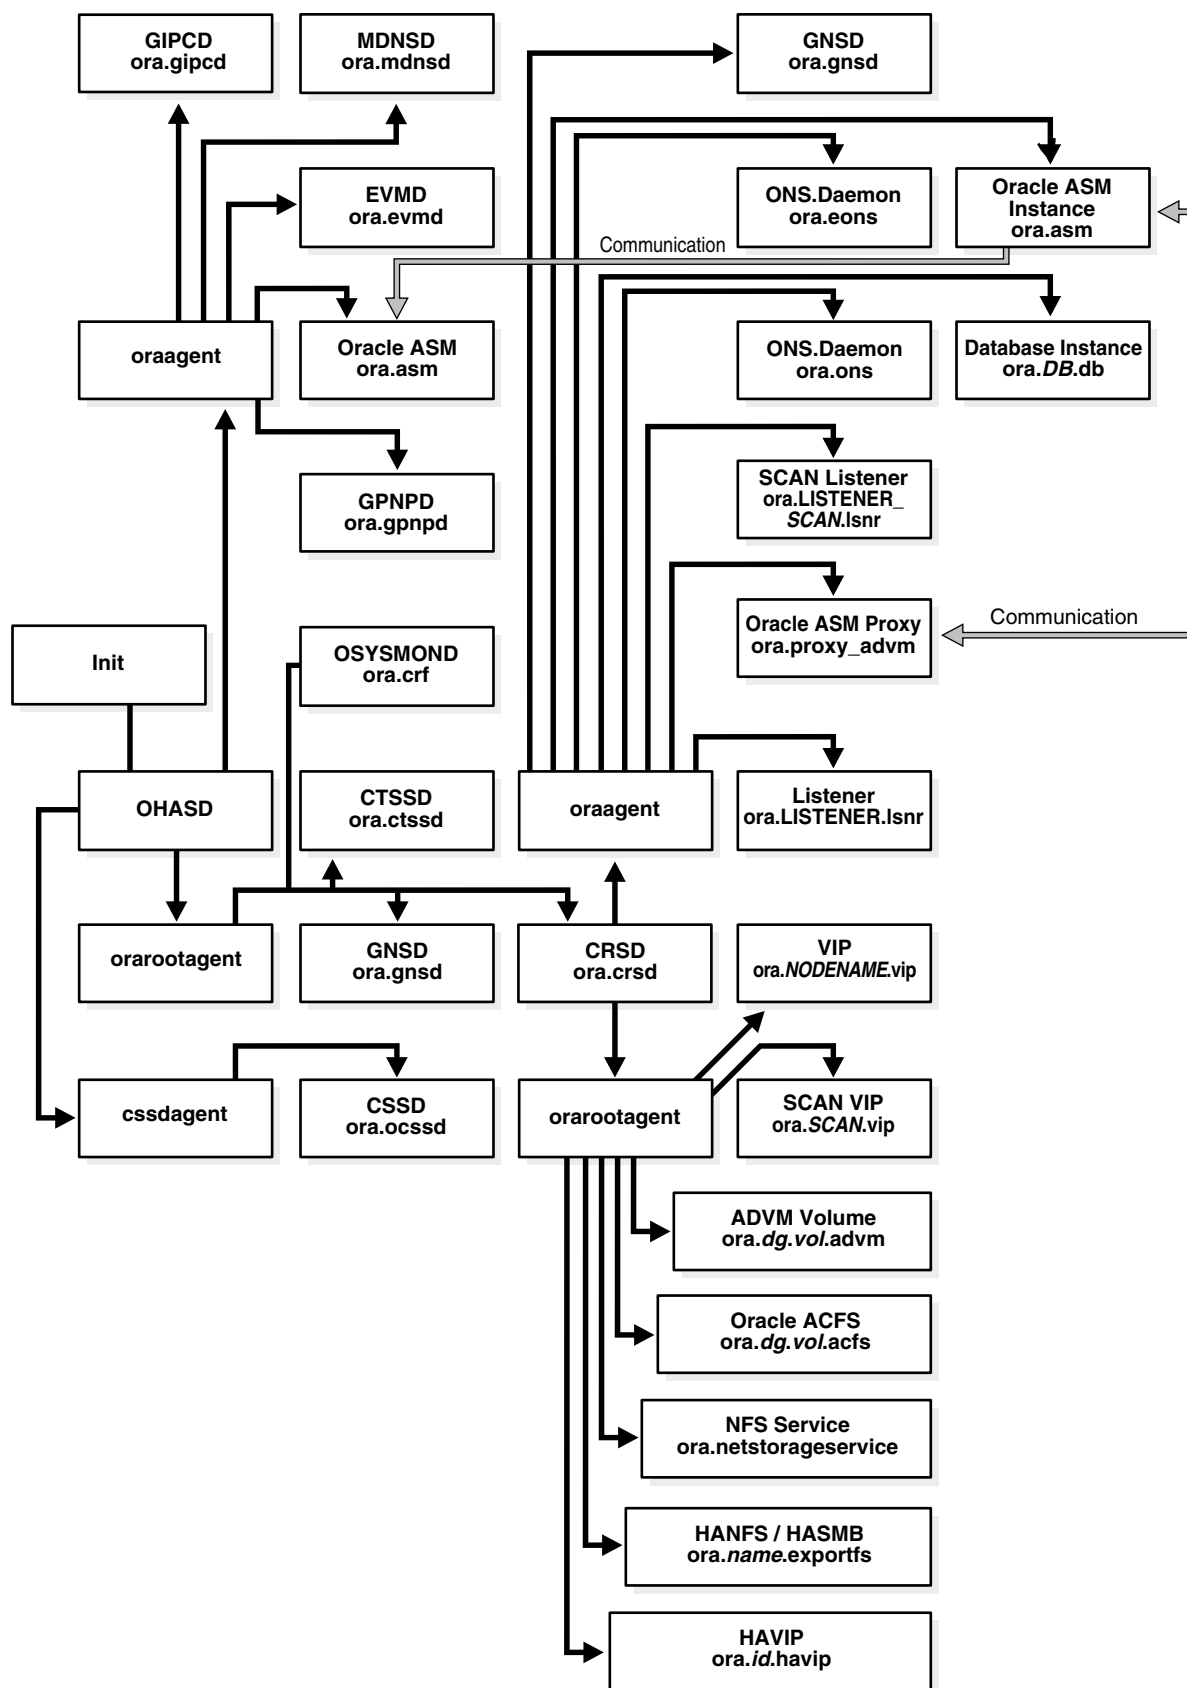 GIPCD
ora.gipcd
MDNSD
ora.mdnsd
GNSD
ora.gnsd
EVMD
ora.evmd
ONS.Daemon
ora.eons
Oracle ASM
Instance
ora.asm
Communication
oraagent
Oracle ASM
ora.asm
ONS.Daemon
ora.ons
Database Instance
ora.DB.db
GPNPD
ora.gpnpd
SCAN Listener
ora.LISTENER_
SCAN.lsnr
Oracle ASM Proxy
ora.proxy_advm
Communication
Init
OSYSMOND
ora.crf
OHASD
CTSSD
ora.ctssd
oraagent
Listener
ora.LISTENER.lsnr
orarootagent
GNSD
ora.gnsd
CRSD
ora.crsd
VIP
ora.NODENAME.vip
cssdagent
CSSD
ora.ocssd
orarootagent
SCAN VIP
ora.SCAN.vip
ADVM Volume
ora.dg.vol.advm
Oracle ACFS
ora.dg.vol.acfs
NFS Service
ora.netstorageservice
HANFS / HASMB
ora.name.exportfs
HAVIP
ora.id.havip